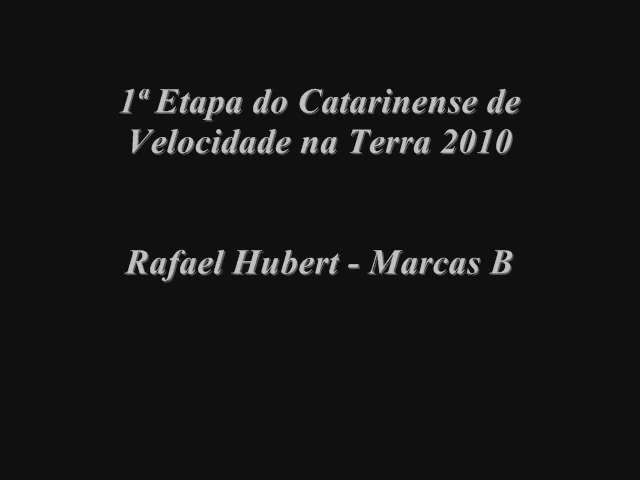 1ª Etapa do Catarinense de
Velocidade na Terra 2010
Rafael Hubert - Marcas B